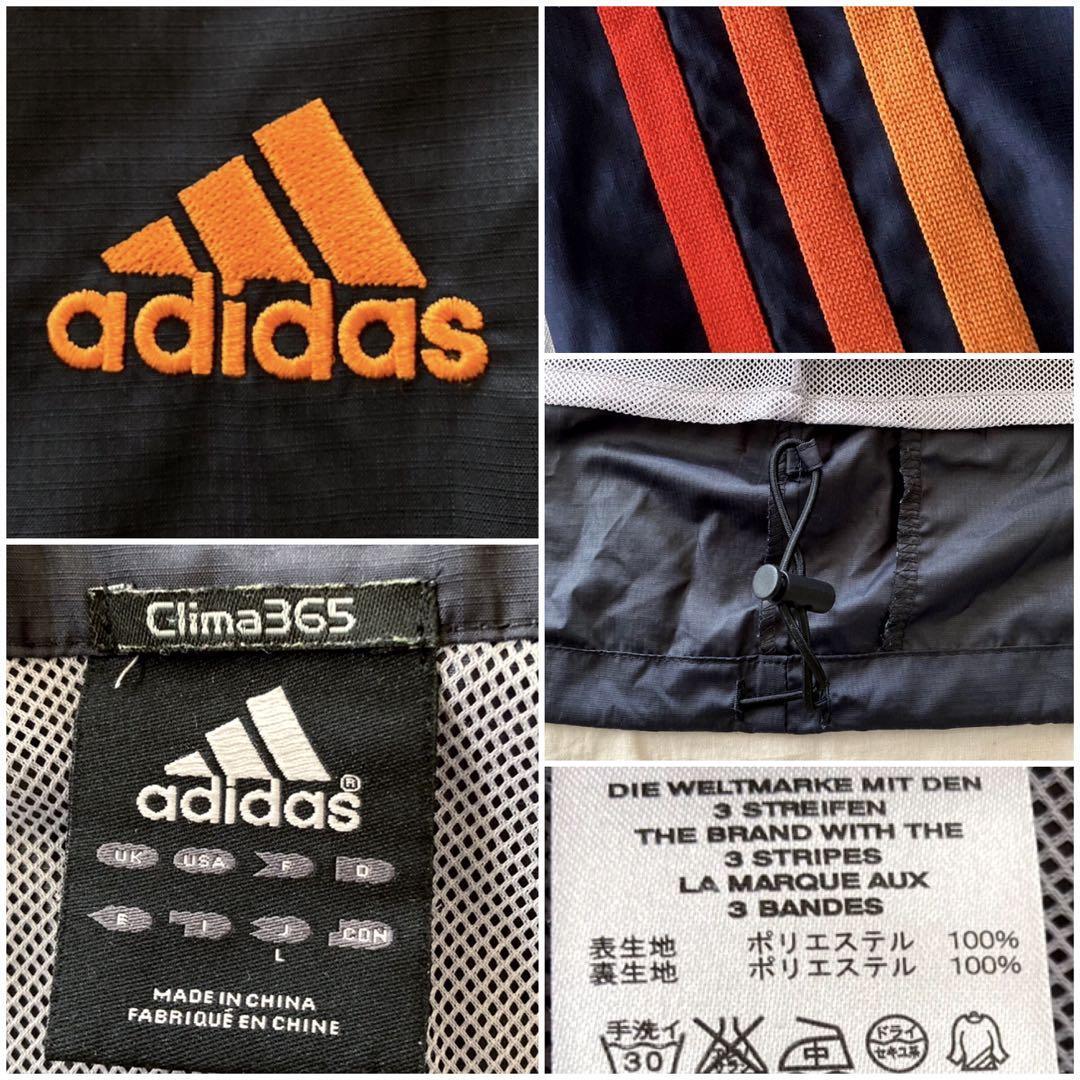 adidas
Clima365
adidas®
UK USA F D
E I J CDN
L
MADE IN CHINA
FABRIQUÉ EN CHINE
DIE WELTMARKE MIT DEN
3 STREIFEN
THE BRAND WITH THE
3 STRIPES
LA MARQUE AUX
3 BANDES
表生地 ポリエステル 100%
裏生地 ポリエステル 100%
手洗イ
30
中
ドライ
セキユ系